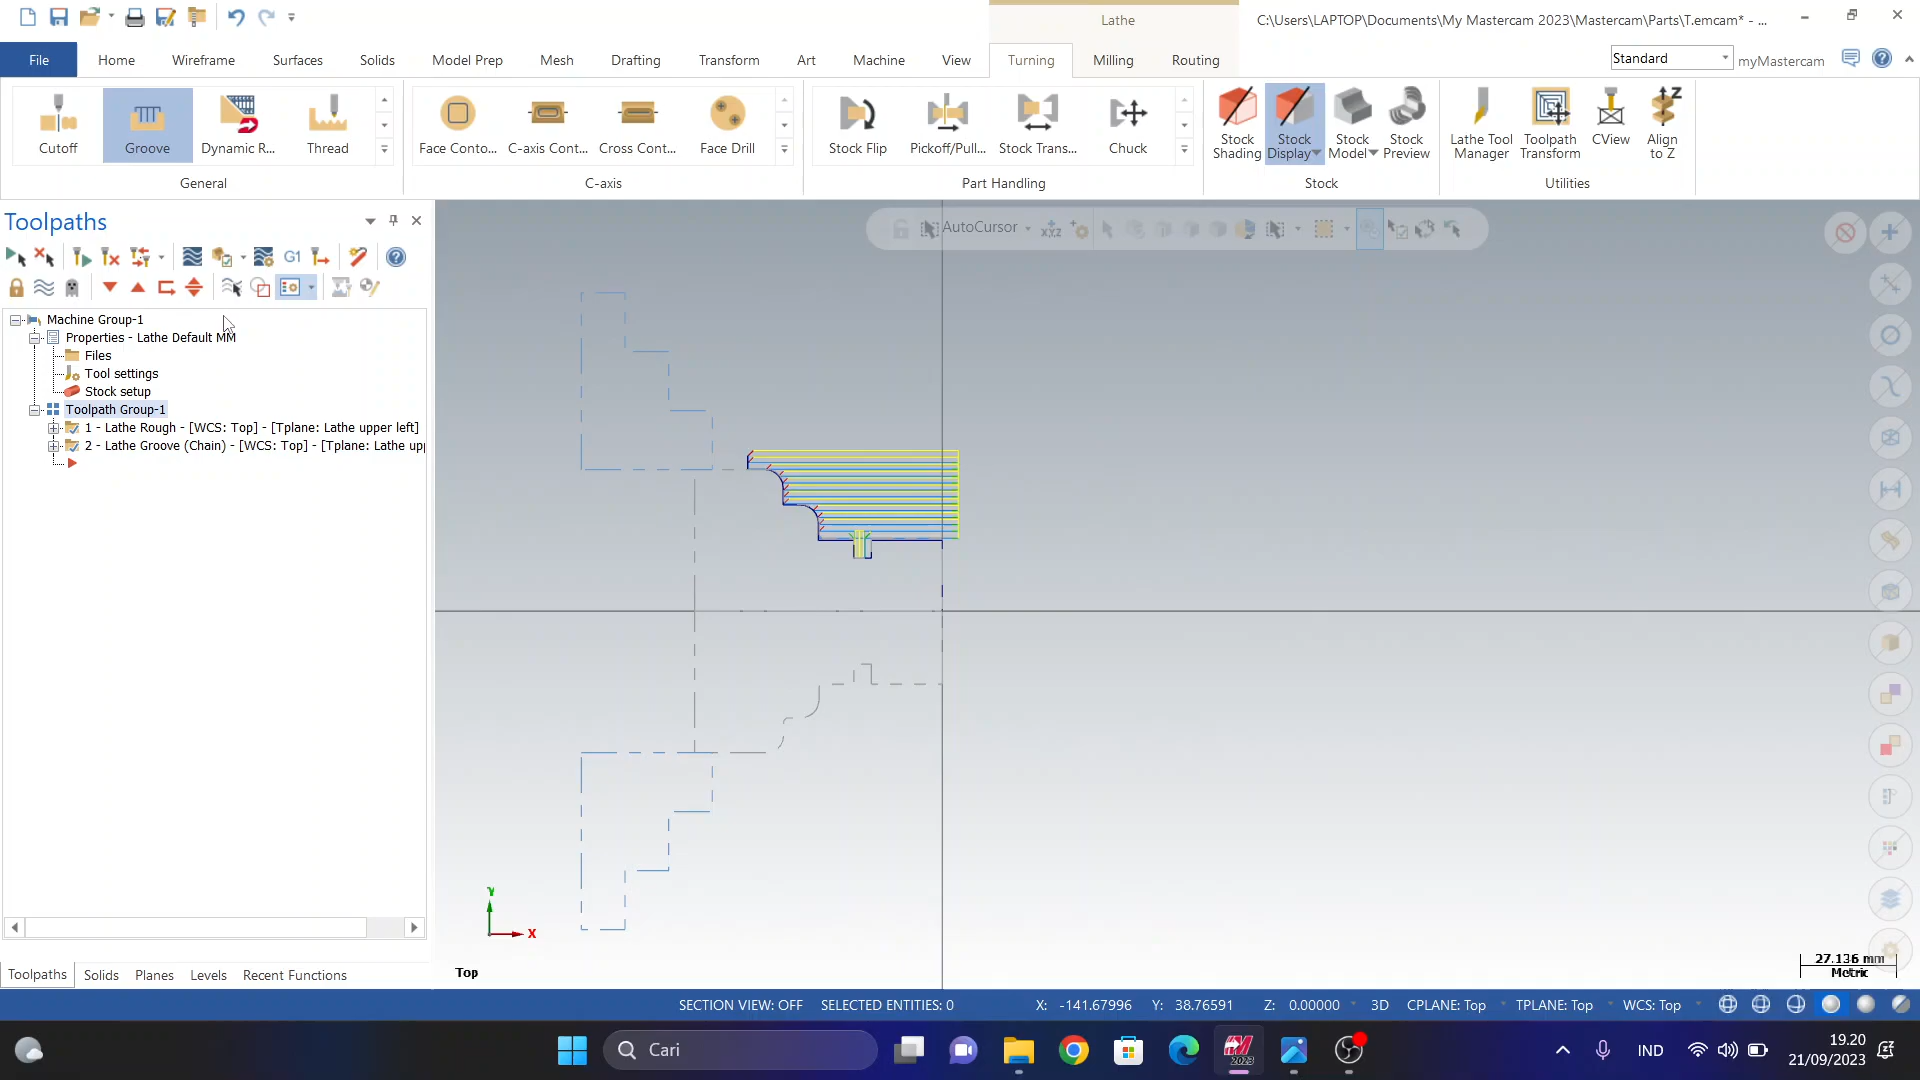 Lathe
C:\Users\LAPTOP\Documents\My Mastercam 2023\Mastercam\Parts\T.emcam* - ...
File
Home
Wireframe
Surfaces
Solids
Model Prep
Mesh
Drafting
Transform
Art
Machine
View
Turning
Milling
Routing
Standard
myMastercam
Cutoff
Groove
Dynamic R...
Thread
Face Conto...
C-axis Cont...
Cross Cont...
Face Drill
Stock Flip
Pickoff/Pull...
Stock Trans...
Chuck
Stock Shading
Stock Display
Stock Model
Stock Preview
Lathe Tool Manager
Toolpath Transform
CView
Align to Z
General
C-axis
Part Handling
Stock
Utilities
Toolpaths
AutoCursor
G1
Machine Group-1
Properties - Lathe Default MM
Files
Tool settings
Stock setup
Toolpath Group-1
1 - Lathe Rough - [WCS: Top] - [Tplane: Lathe upper left]
2 - Lathe Groove (Chain) - [WCS: Top] - [Tplane: Lathe upp
Y
X
Top
27.136 mm
Metric
Toolpaths
Solids
Planes
Levels
Recent Functions
SECTION VIEW: OFF
SELECTED ENTITIES: 0
X: -141.67996
Y: 38.76591
Z: 0.00000
3D
CPLANE: Top
TPLANE: Top
WCS: Top
Cari
2023
IND
19.20
21/09/2023